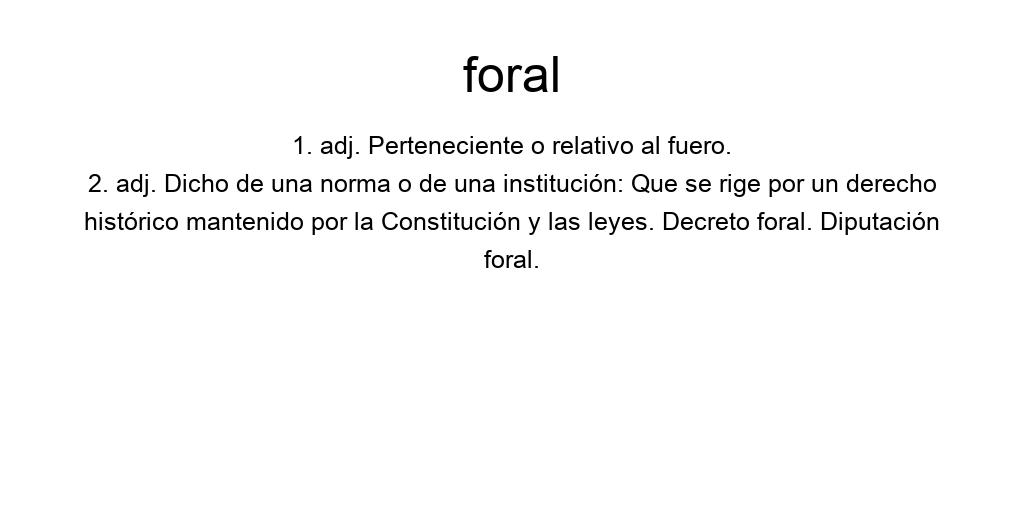 foral
1. adj. Perteneciente o relativo al fuero.
2. adj. Dicho de una norma o de una institución: Que se rige por un derecho
histórico mantenido por la Constitución y las leyes. Decreto foral. Diputación
foral.